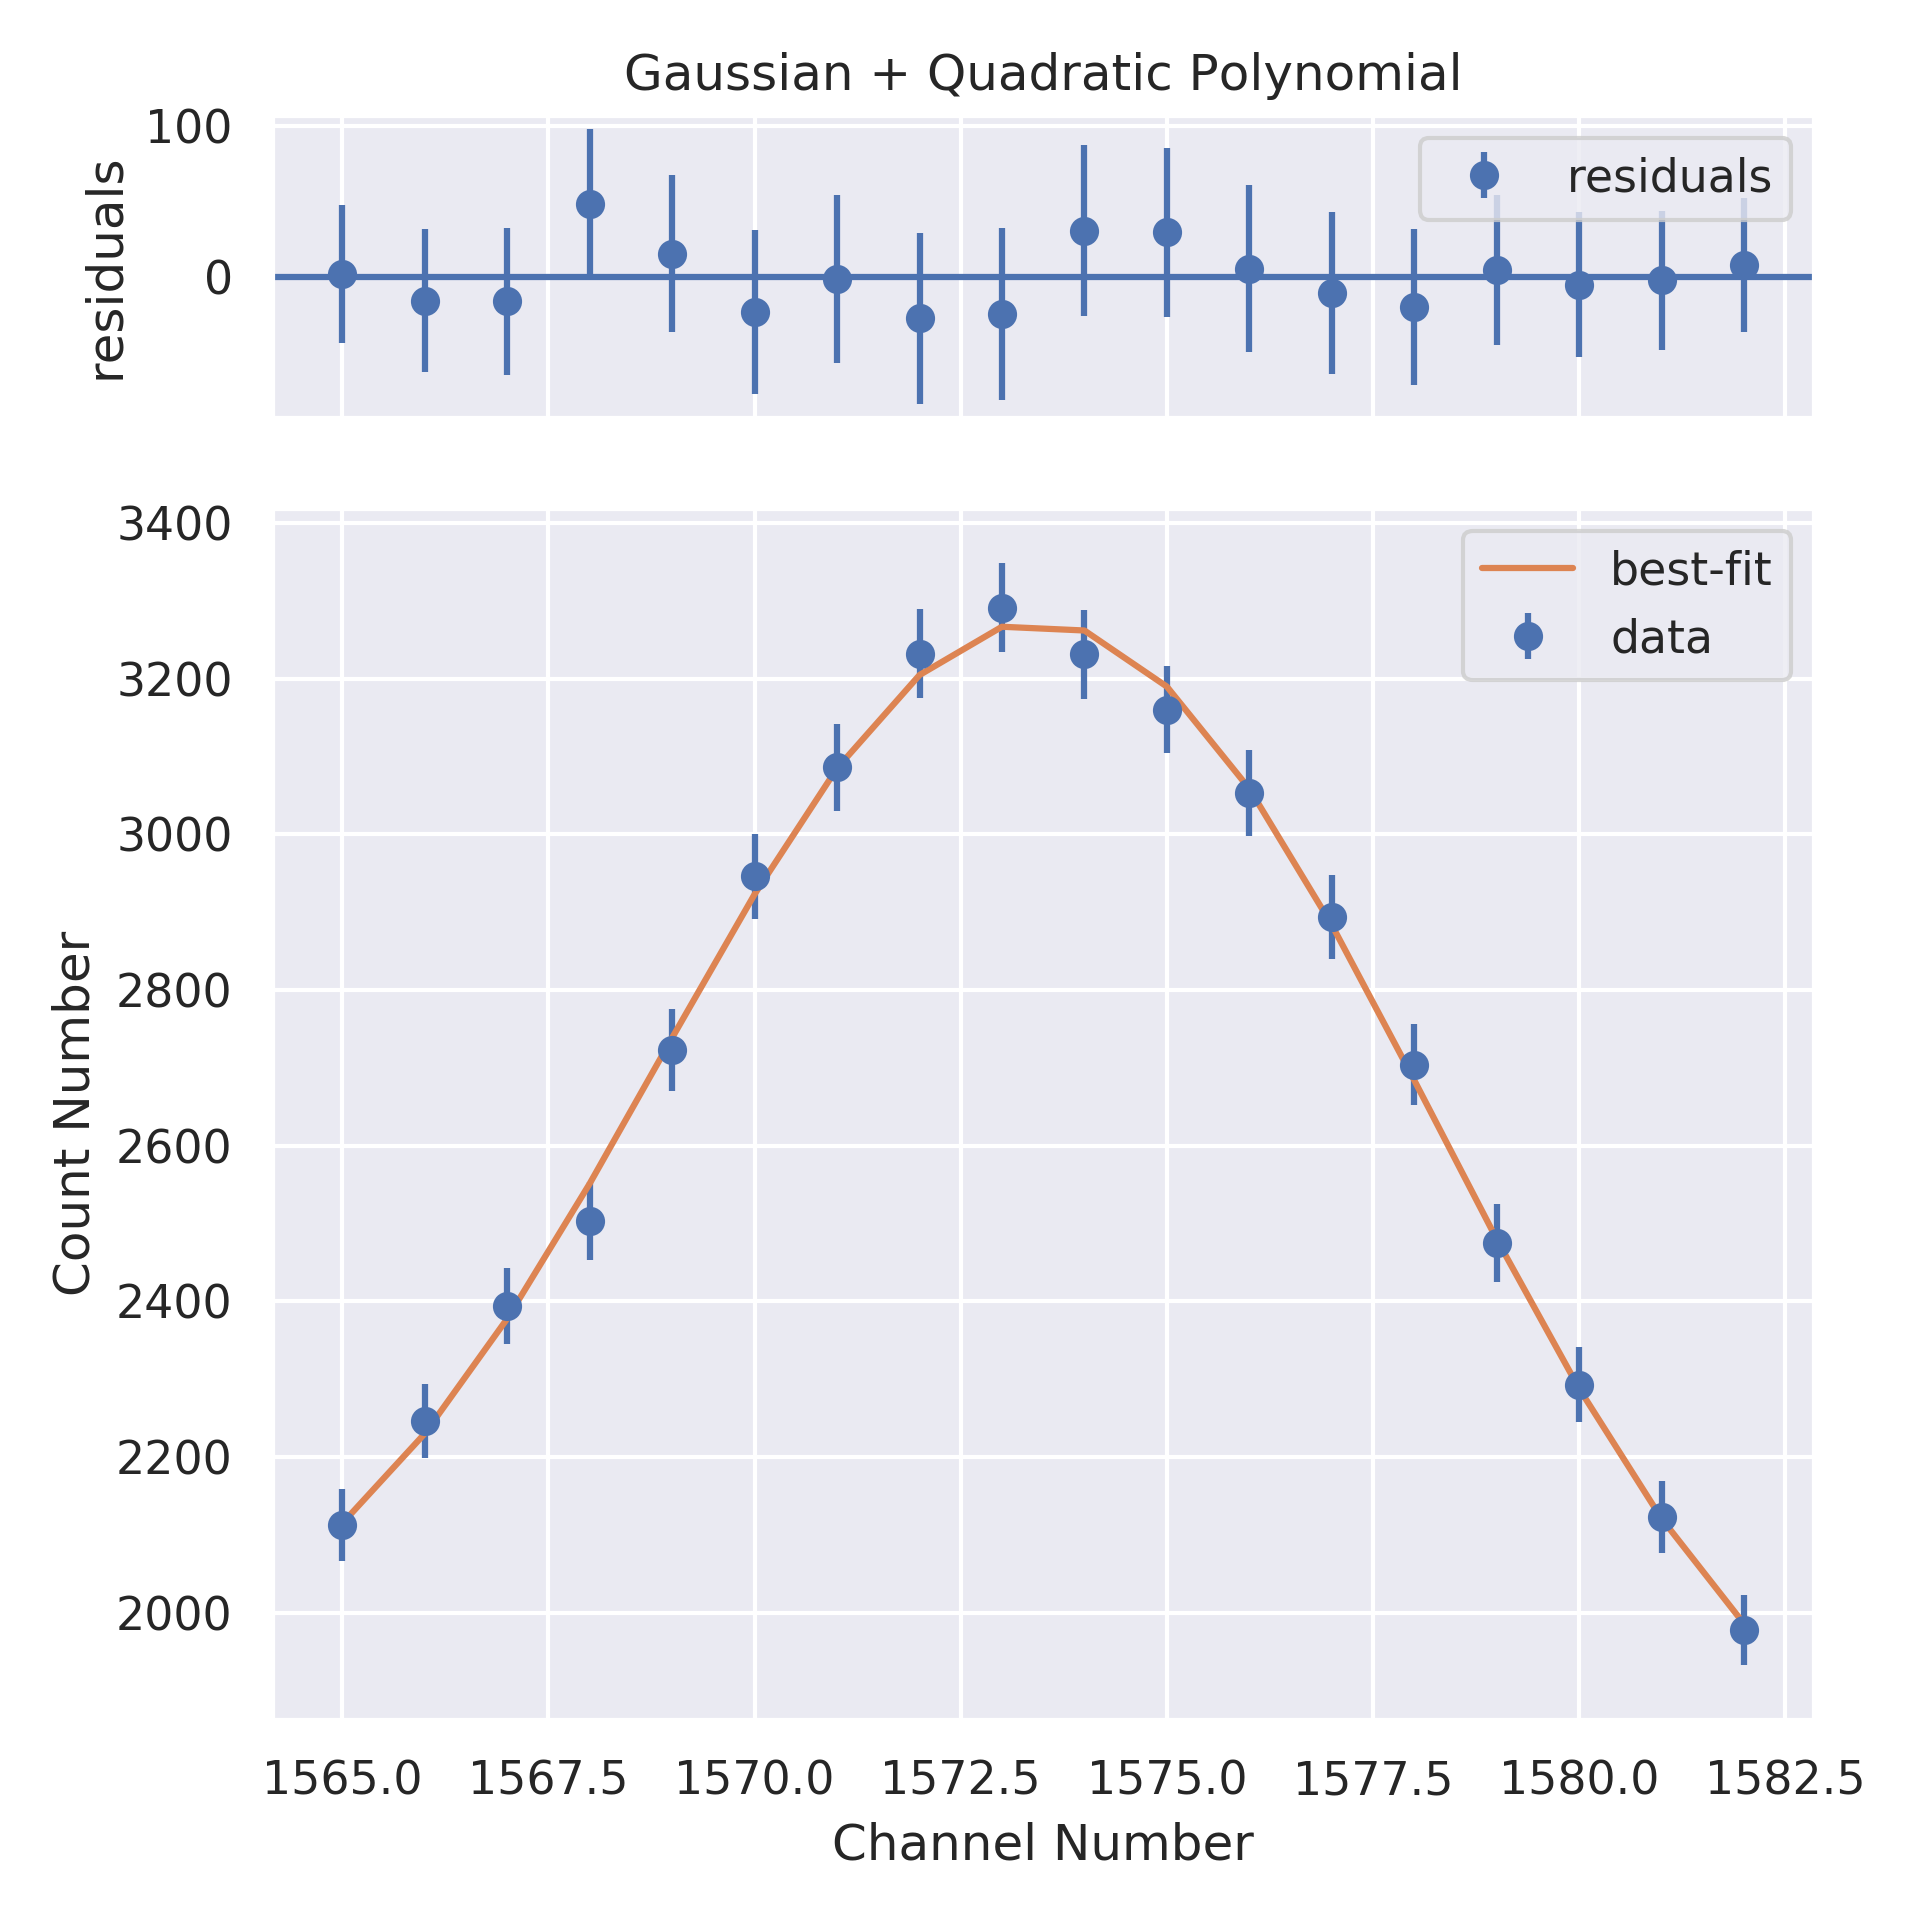 Gaussian + Quadratic Polynomial
100
0
residuals
residuals
3400
3200
3000
2800
2600
2400
2200
2000
Count Number
best-fit
data
1565.0 1567.5 1570.0 1572.5 1575.0 1577.5 1580.0 1582.5
Channel Number